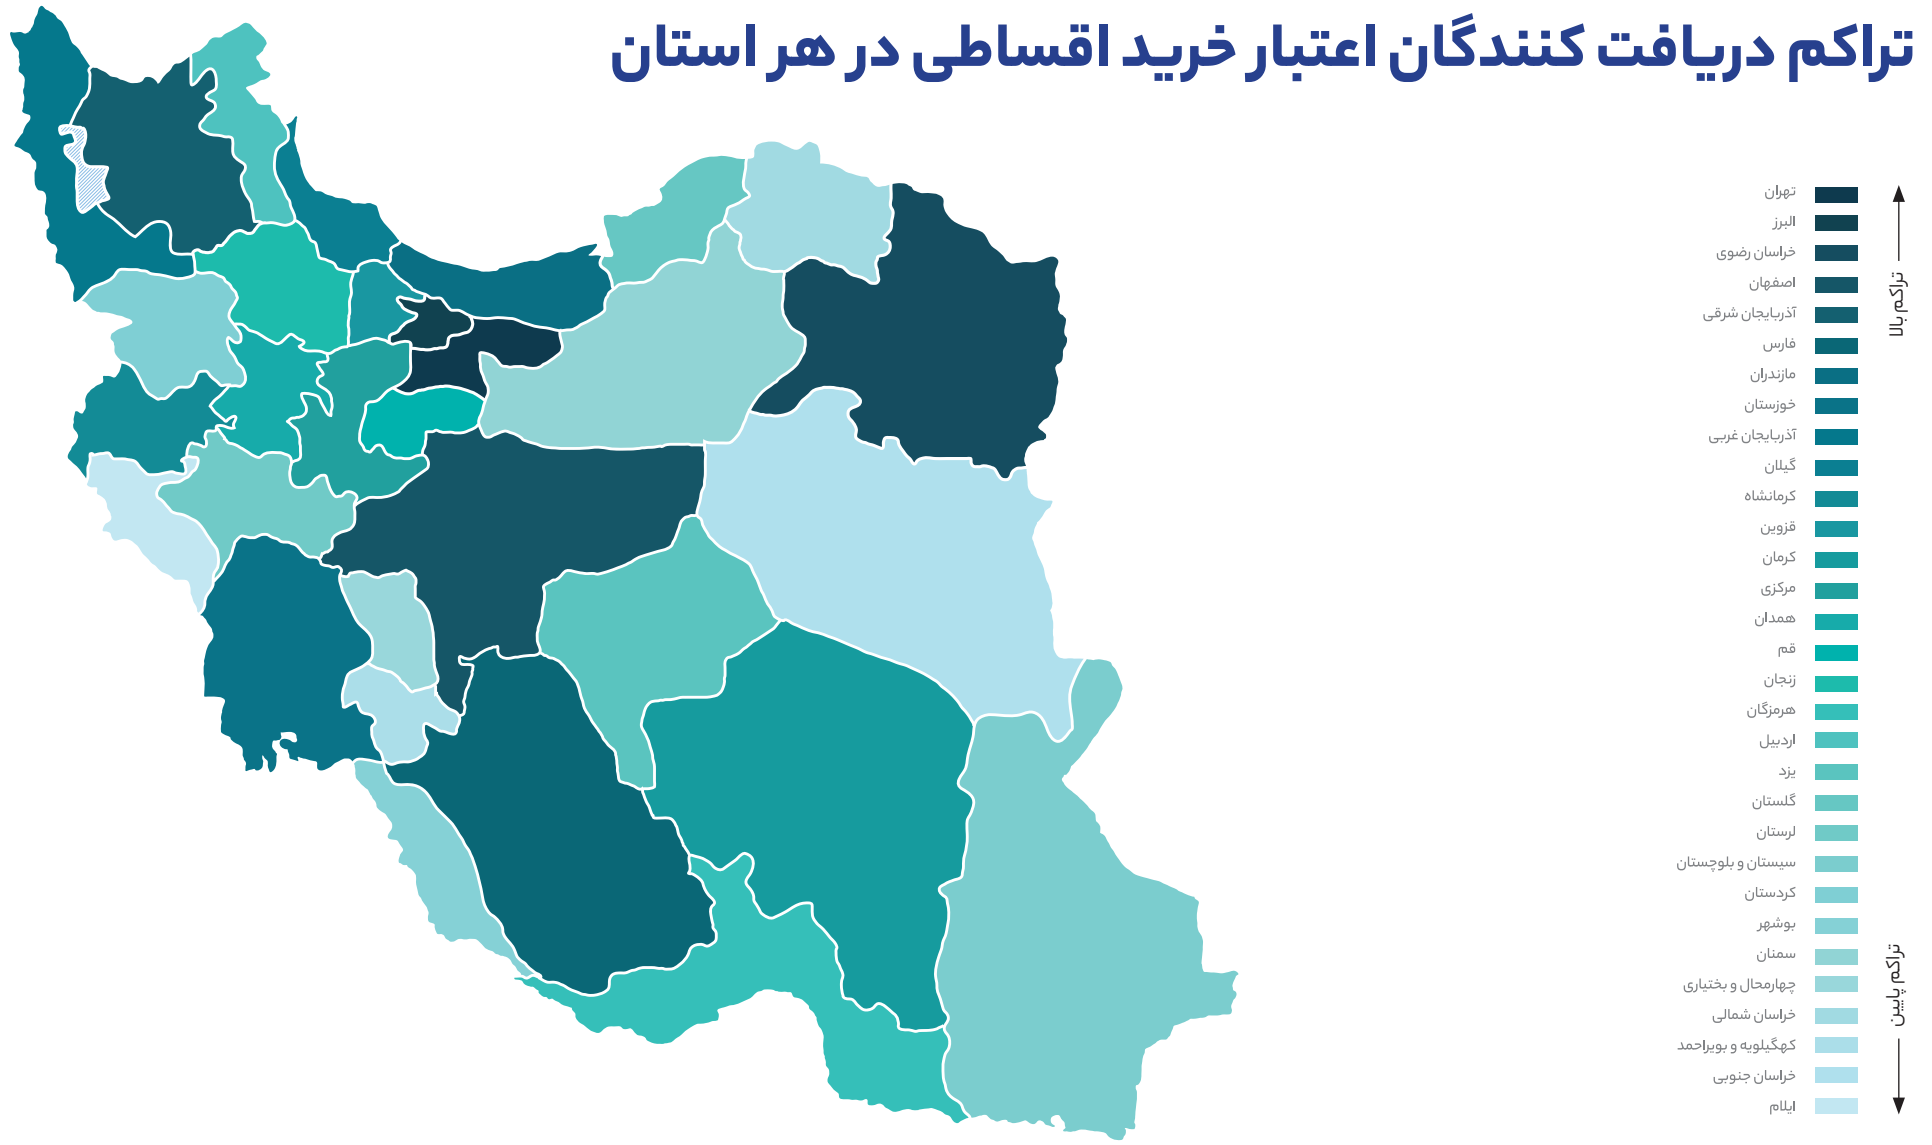 تراکم دریافت کنندگان اعتبار خرید اقساطی در هر استان
تراکم بالا
تهران
البرز
خراسان رضوی
اصفهان
آذربایجان شرقی
فارس
مازندران
خوزستان
آذربایجان غربی
گیلان
کرمانشاه
قزوین
کرمان
مرکزی
همدان
قم
زنجان
هرمزگان
اردبیل
یزد
گلستان
لرستان
سیستان و بلوچستان
کردستان
بوشهر
سمنان
چهارمحال و بختیاری
خراسان شمالی
کهگیلویه و بویراحمد
خراسان جنوبی
ایلام
تراکم پایین